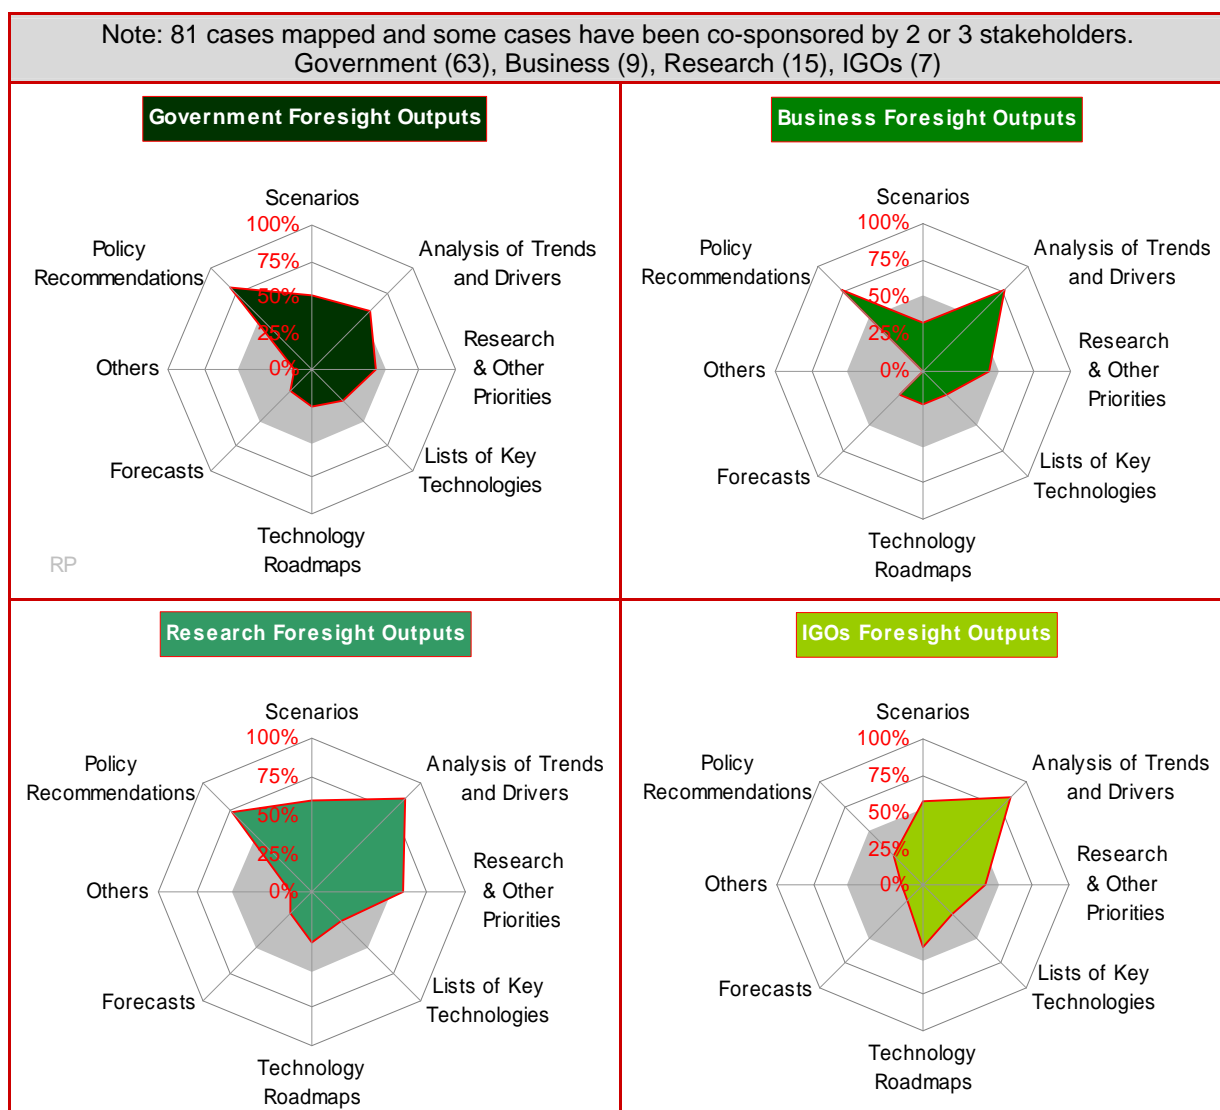 Note: 81 cases mapped and some cases have been co-sponsored by 2 or 3 stakeholders.
Government (63), Business (9), Research (15), IGOs (7)
Government Foresight Outputs
Scenarios
100%
75%
50%
25%
0%
Policy
Recommendations
Analysis of Trends
and Drivers
Others
Research
& Other
Priorities
Forecasts
Lists of Key
Technologies
Technology
Roadmaps
RP
Business Foresight Outputs
Scenarios
100%
75%
50%
25%
0%
Policy
Recommendations
Analysis of Trends
and Drivers
Others
Research
& Other
Priorities
Forecasts
Lists of Key
Technologies
Technology
Roadmaps
Research Foresight Outputs
Scenarios
100%
75%
50%
25%
0%
Policy
Recommendations
Analysis of Trends
and Drivers
Others
Research
& Other
Priorities
Forecasts
Lists of Key
Technologies
Technology
Roadmaps
IGOs Foresight Outputs
Scenarios
100%
75%
50%
25%
0%
Policy
Recommendations
Analysis of Trends
and Drivers
Others
Research
& Other
Priorities
Forecasts
Lists of Key
Technologies
Technology
Roadmaps